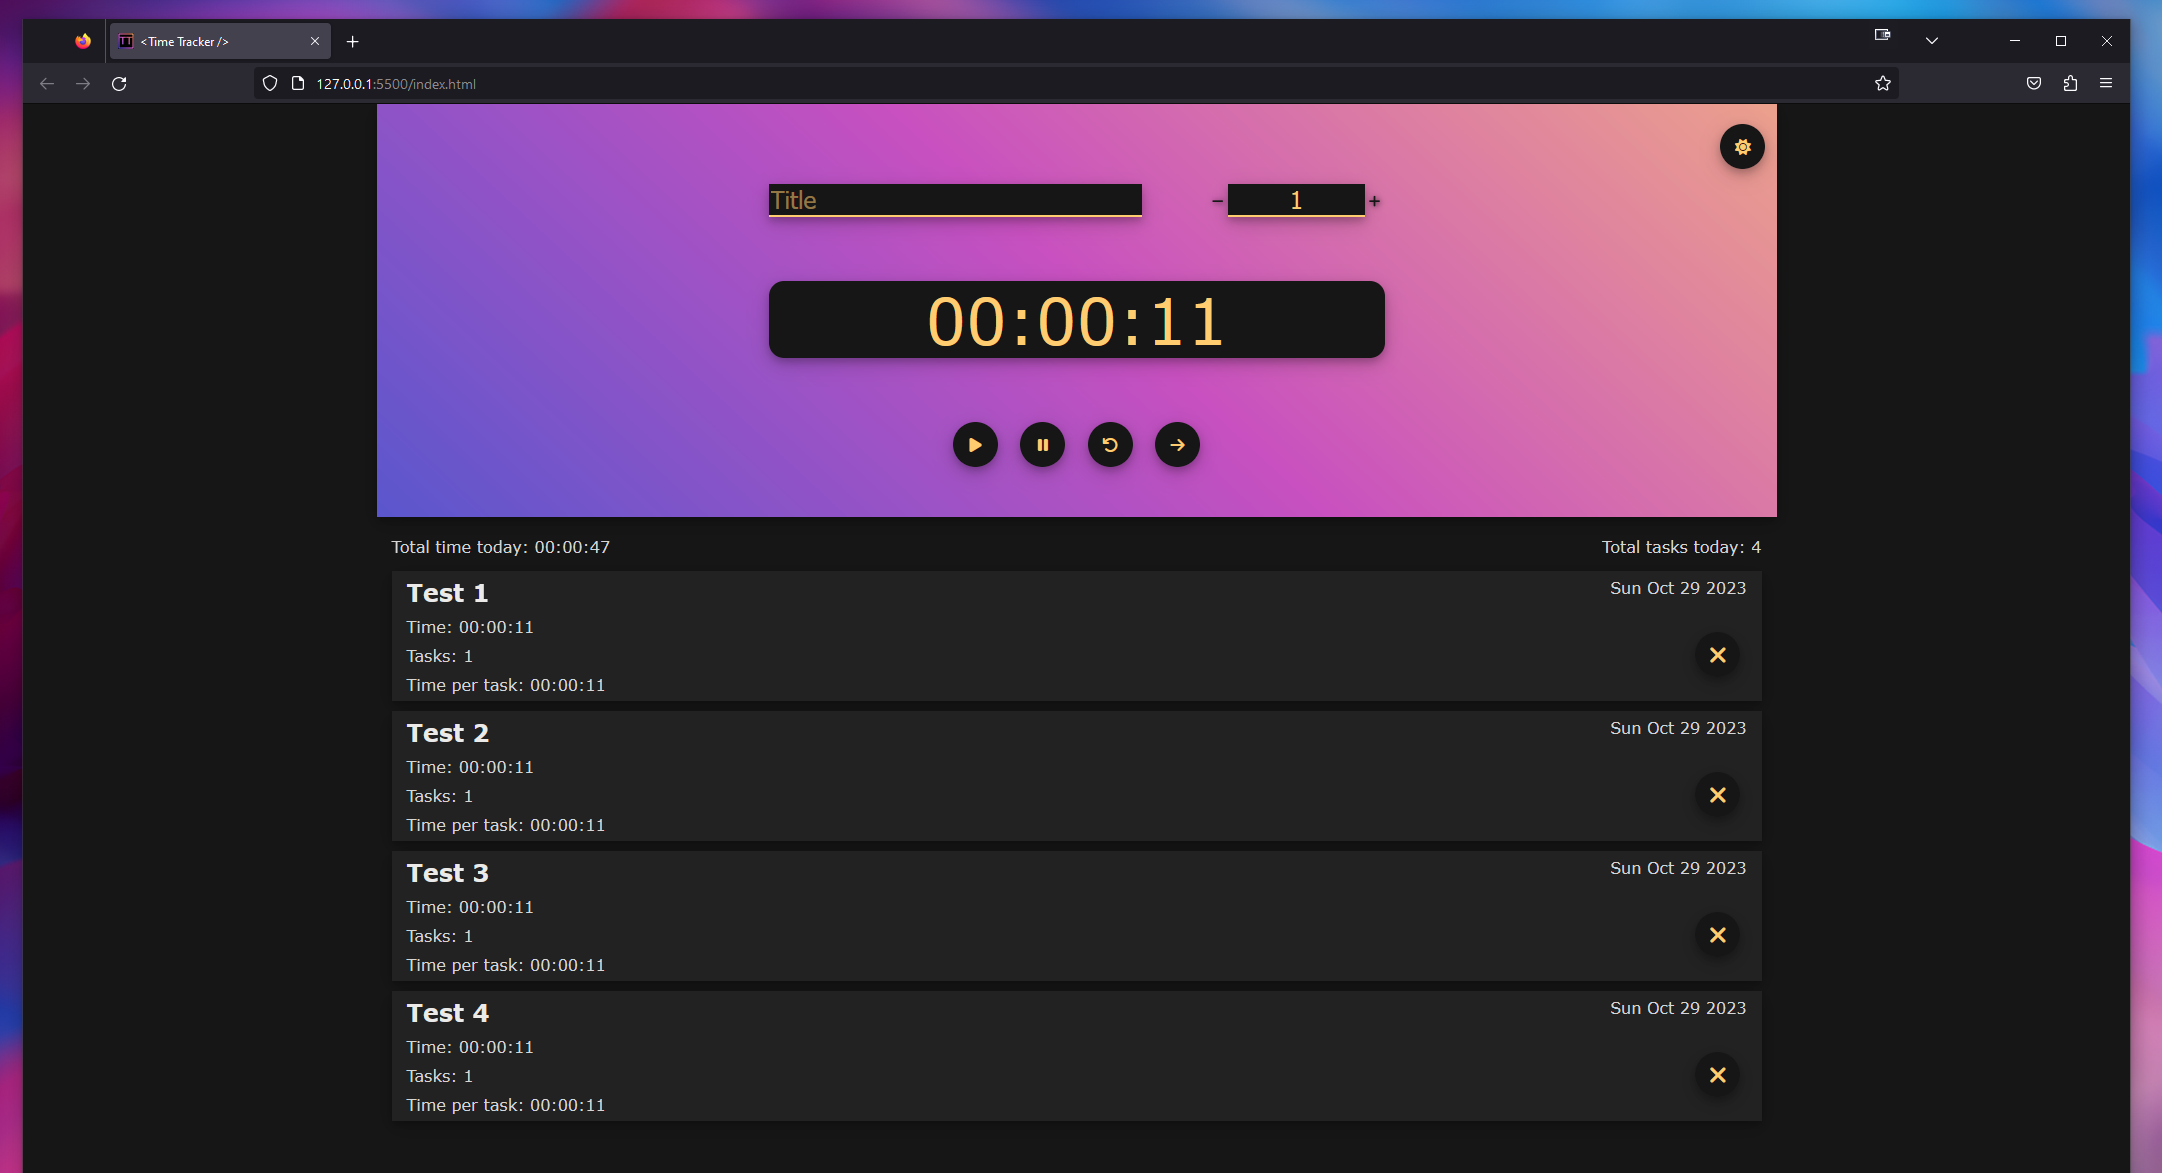 <Time Tracker />
127.0.0.1:5500/index.html
Title
− 1 +
00:00:11
Total time today: 00:00:47
Total tasks today: 4
Test 1
Sun Oct 29 2023
Time: 00:00:11
Tasks: 1
Time per task: 00:00:11
Test 2
Sun Oct 29 2023
Time: 00:00:11
Tasks: 1
Time per task: 00:00:11
Test 3
Sun Oct 29 2023
Time: 00:00:11
Tasks: 1
Time per task: 00:00:11
Test 4
Sun Oct 29 2023
Time: 00:00:11
Tasks: 1
Time per task: 00:00:11